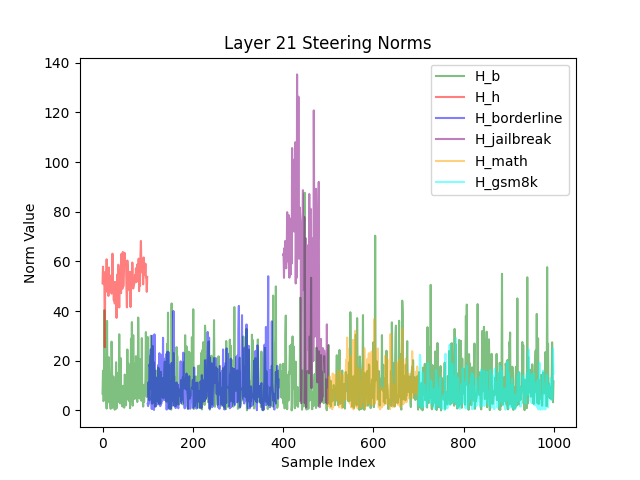 Layer 21 Steering Norms
140
120
100
80
60
40
20
0
Norm Value
H_b
H_h
H_borderline
H_jailbreak
H_math
H_gsm8k
0 200 400 600 800 1000
Sample Index